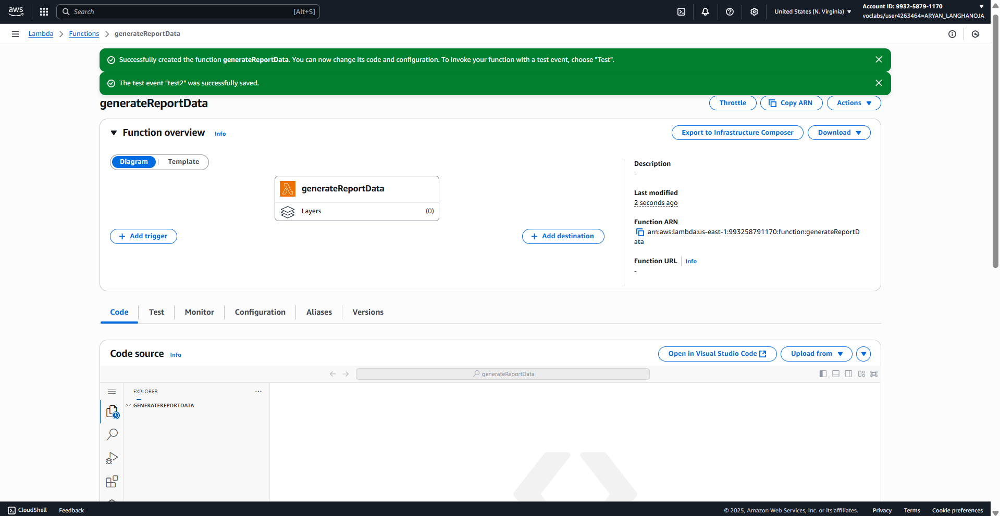 aws
Search
[Alt+S]
United States (N. Virginia)
Account ID: 9932-5879-1170
voclabs/user4263464=ARYAN_LANGHANOJA
Lambda
Functions
generateReportData
Successfully created the function generateReportData. You can now change its code and configuration. To invoke your function with a test event, choose "Test".
The test event "test2" was successfully saved.
generateReportData
Throttle
Copy ARN
Actions
Function overview
Info
Export to Infrastructure Composer
Download
Diagram
Template
generateReportData
Layers
(0)
Add trigger
Add destination
Description
-
Last modified
2 seconds ago
Function ARN
arn:aws:lambda:us-east-1:993258791170:function:generateReportD
ata
Function URL
Info
-
Code
Test
Monitor
Configuration
Aliases
Versions
Code source
Info
Open in Visual Studio Code
Upload from
generateReportData
EXPLORER
GENERATEREPORTDATA
CloudShell
Feedback
© 2025, Amazon Web Services, Inc. or its affiliates.
Privacy
Terms
Cookie preferences